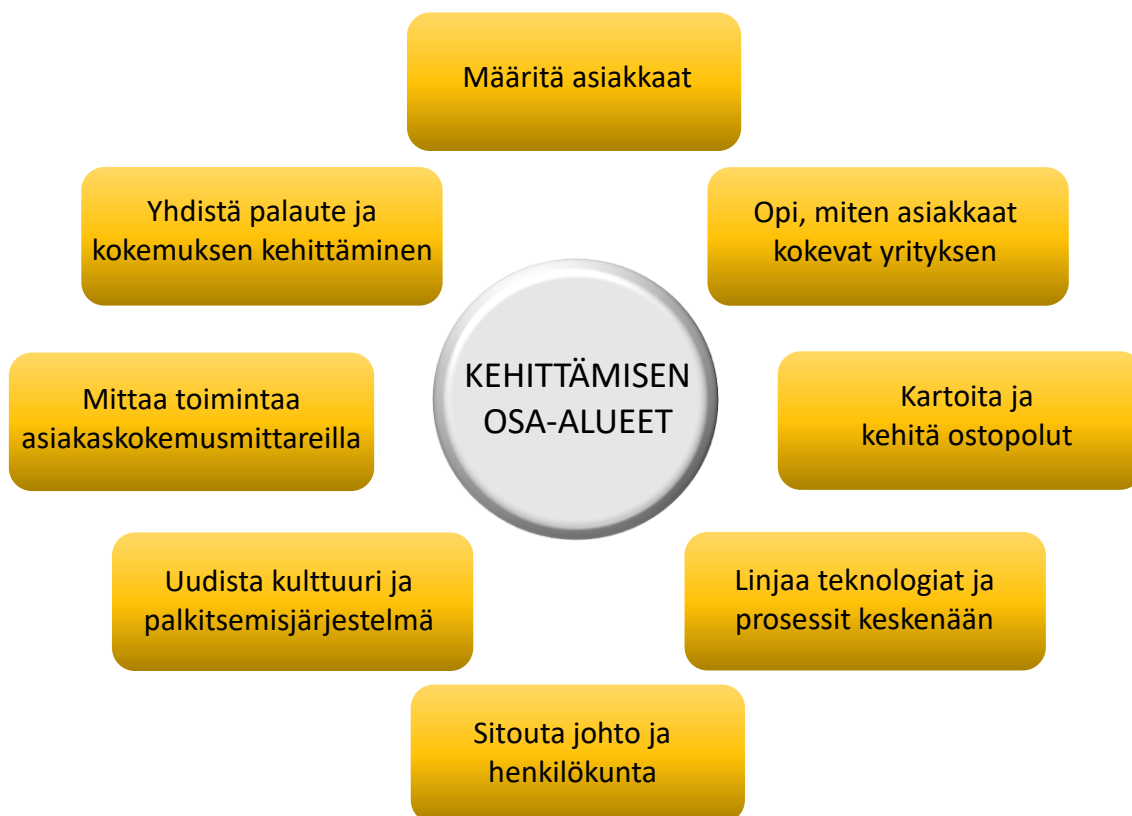 Määritä asiakkaat
Opi, miten asiakkaat
kokevat yrityksen
Kartoita ja
kehitä ostopolut
Linjaa teknologiat ja
prosessit keskenään
Sitouta johto ja
henkilökunta
Uudista kulttuuri ja
palkitsemisjärjestelmä
Mittaa toimintaa
asiakaskokemusmittareilla
Yhdistä palaute ja
kokemuksen kehittäminen
KEHITTÄMISEN
OSA-ALUEET